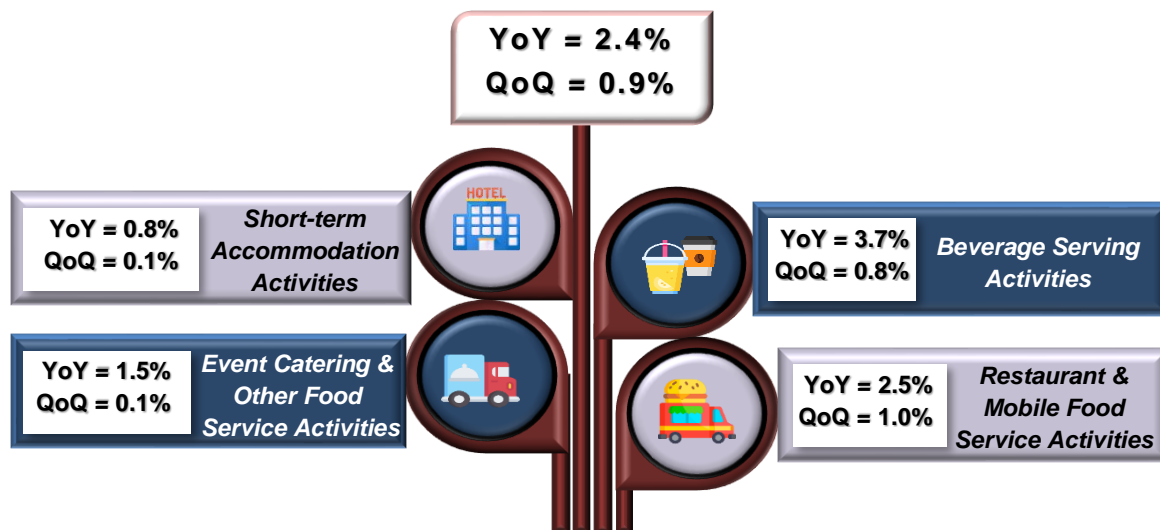 YoY = 2.4%
QoQ = 0.9%
HOTEL
YoY = 0.8%
QoQ = 0.1%
Short-term
Accommodation
Activities
YoY = 3.7%
QoQ = 0.8%
Beverage Serving
Activities
YoY = 1.5%
QoQ = 0.1%
Event Catering &
Other Food
Service Activities
YoY = 2.5%
QoQ = 1.0%
Restaurant &
Mobile Food
Service Activities